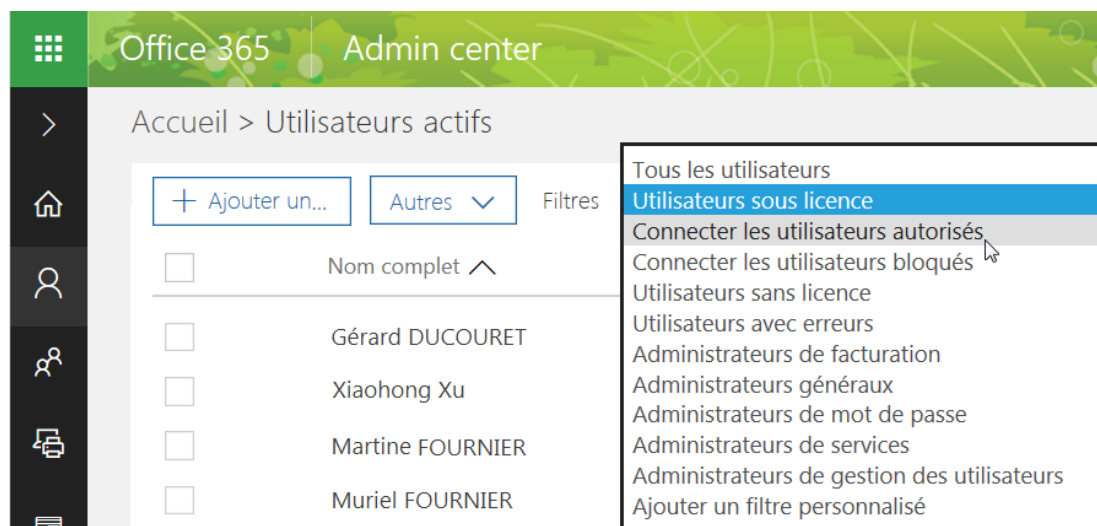 Office 365 Admin center
Accueil > Utilisateurs actifs
+ Ajouter un... Autres Filtres
Tous les utilisateurs
Utilisateurs sous licence
Connecter les utilisateurs autorisés
Connecter les utilisateurs bloqués
Utilisateurs sans licence
Utilisateurs avec erreurs
Administrateurs de facturation
Administrateurs généraux
Administrateurs de mot de passe
Administrateurs de services
Administrateurs de gestion des utilisateurs
Ajouter un filtre personnalisé
Nom complet
Gérard DUCOURET
Xiaohong Xu
Martine FOURNIER
Muriel FOURNIER